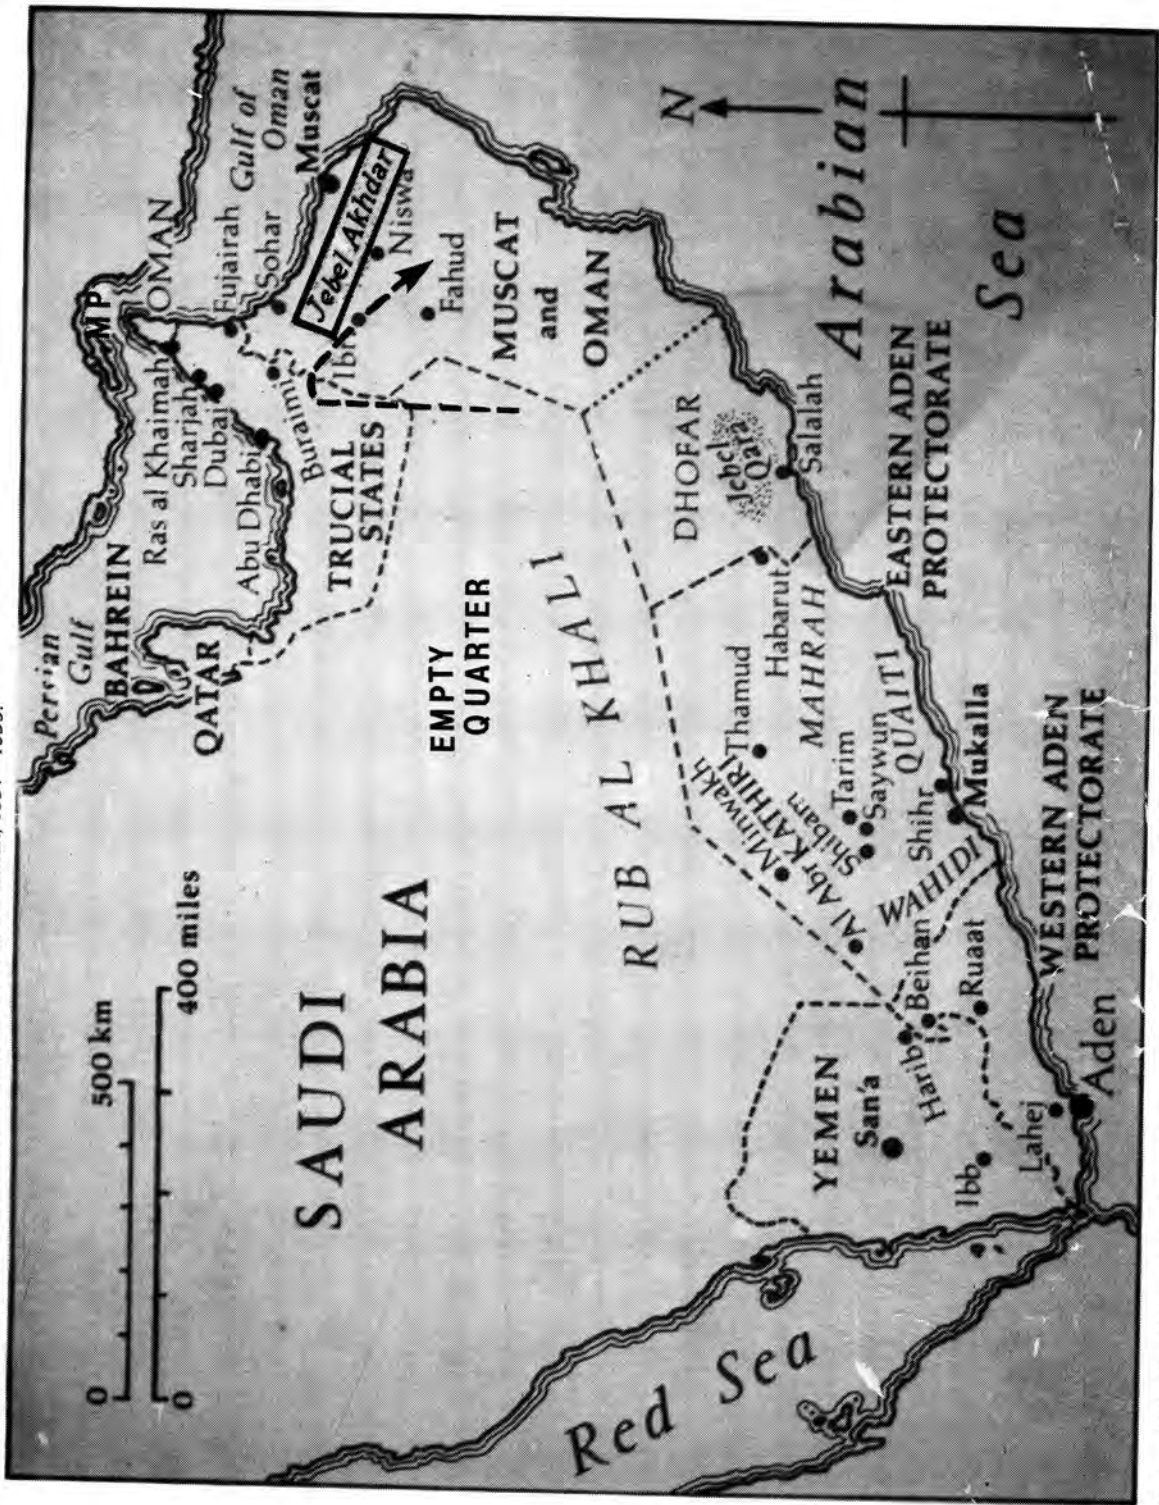 Persian
Gulf
BAHREIN
QATAR
MP
OMAN
Ras al Khaimah
Sharjah
Dubai
Abu Dhabi
Fujairah
Sohar
Gulf of
Oman
Muscat
Buraimi
Jebel Akhdar
Niswa
Ibri
Fahud
TRUCIAL
STATES
MUSCAT
and
OMAN
0
500 km
0
400 miles
SAUDI
ARABIA
EMPTY
QUARTER
RUB AL KHALI
DHOFAR
Jebel
Qara
Salalah
N
Arabian
Sea
Habarut
MAHRAH
Thamud
Minwakh
KATHIRI
Al Abr
Shibam
Tarim
Saywun
QUAITI
Shihr
Mukalla
WAHIDI
EASTERN ADEN
PROTECTORATE
WESTERN ADEN
PROTECTORATE
YEMEN
San'a
Harib
Beihan
Ruaat
Ibb
Lahej
Aden
Red Sea